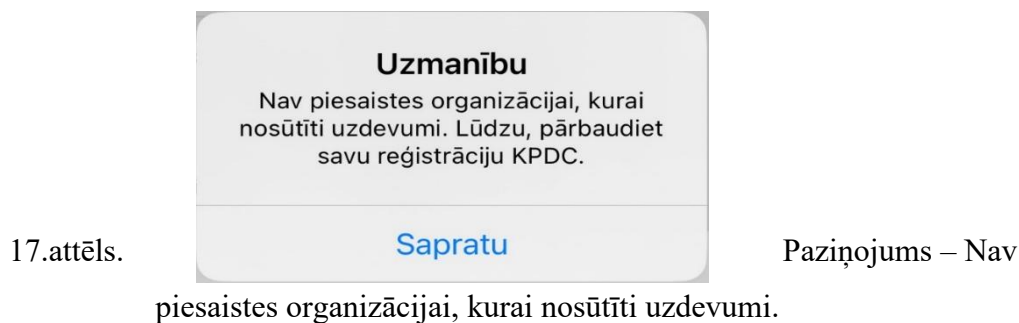 Uzmanību
Nav piesaistes organizācijai, kurai
nosūtīti uzdevumi. Lūdzu, pārbaudiet
savu reģistrāciju KPDC.
Sapratu
17.attēls. Paziņojums – Nav
piesaistes organizācijai, kurai nosūtīti uzdevumi.